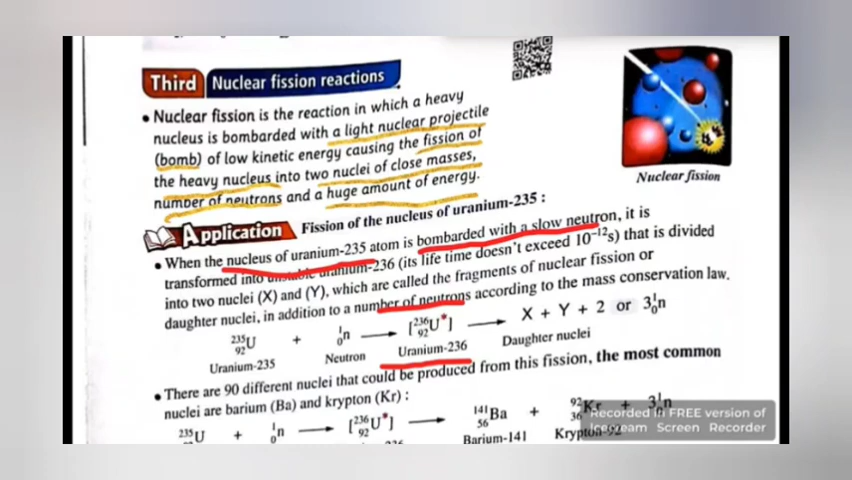 Third Nuclear fission reactions
• Nuclear fission is the reaction in which a heavy
nucleus is bombarded with a light nuclear projectile
(bomb) of low kinetic energy causing the fission of
the heavy nucleus into two nuclei of close masses,
number of neutrons and a huge amount of energy.
Nuclear fission
Application Fission of the nucleus of uranium-235 :
• When the nucleus of uranium-235 atom is bombarded with a slow neutron, it is
transformed into unstable uranium-236 (its life time doesn't exceed 10⁻¹²s) that is divided
into two nuclei (X) and (Y), which are called the fragments of nuclear fission or
daughter nuclei, in addition to a number of neutrons according to the mass conservation law.
²³⁵₉₂U + ¹₀n ⟶ [²³⁶₉₂U*] ⟶ X + Y + 2 or 3¹₀n
Uranium-235 Neutron Uranium-236 Daughter nuclei
• There are 90 different nuclei that could be produced from this fission, the most common
nuclei are barium (Ba) and krypton (Kr) :
²³⁵₉₂U + ¹₀n ⟶ [²³⁶₉₂U*] ⟶ ¹⁴¹₅₆Ba + ⁹²₃₆Kr + 3¹₀n
Barium-141 Krypton-92
Recorded in FREE version of
Icecream Screen Recorder